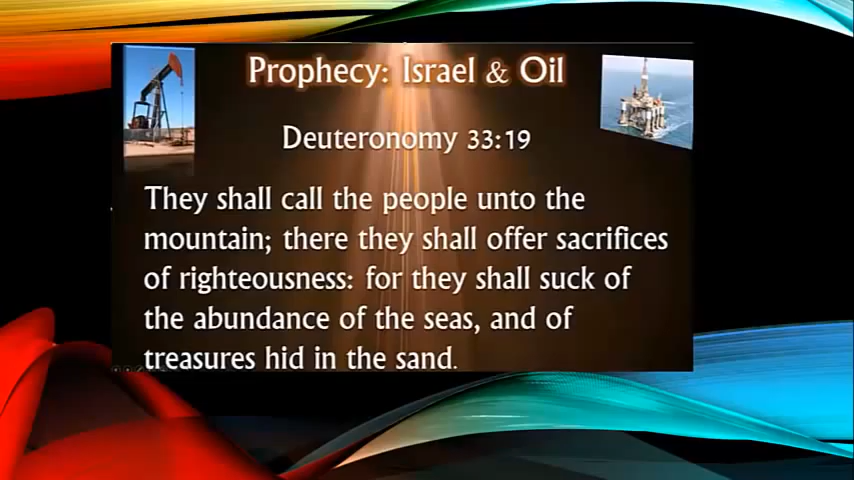 Prophecy: Israel & Oil
Deuteronomy 33:19
They shall call the people unto the
mountain; there they shall offer sacrifices
of righteousness: for they shall suck of
the abundance of the seas, and of
treasures hid in the sand.